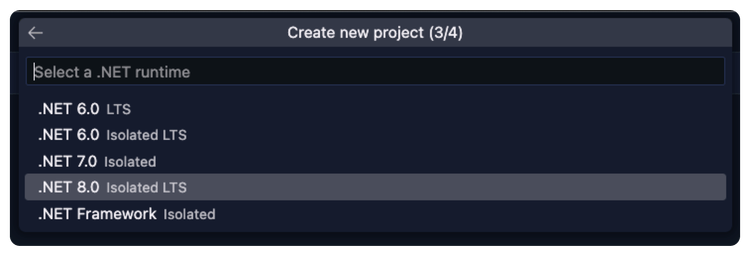 Create new project (3/4)
Select a .NET runtime
.NET 6.0 LTS
.NET 6.0 Isolated LTS
.NET 7.0 Isolated
.NET 8.0 Isolated LTS
.NET Framework Isolated